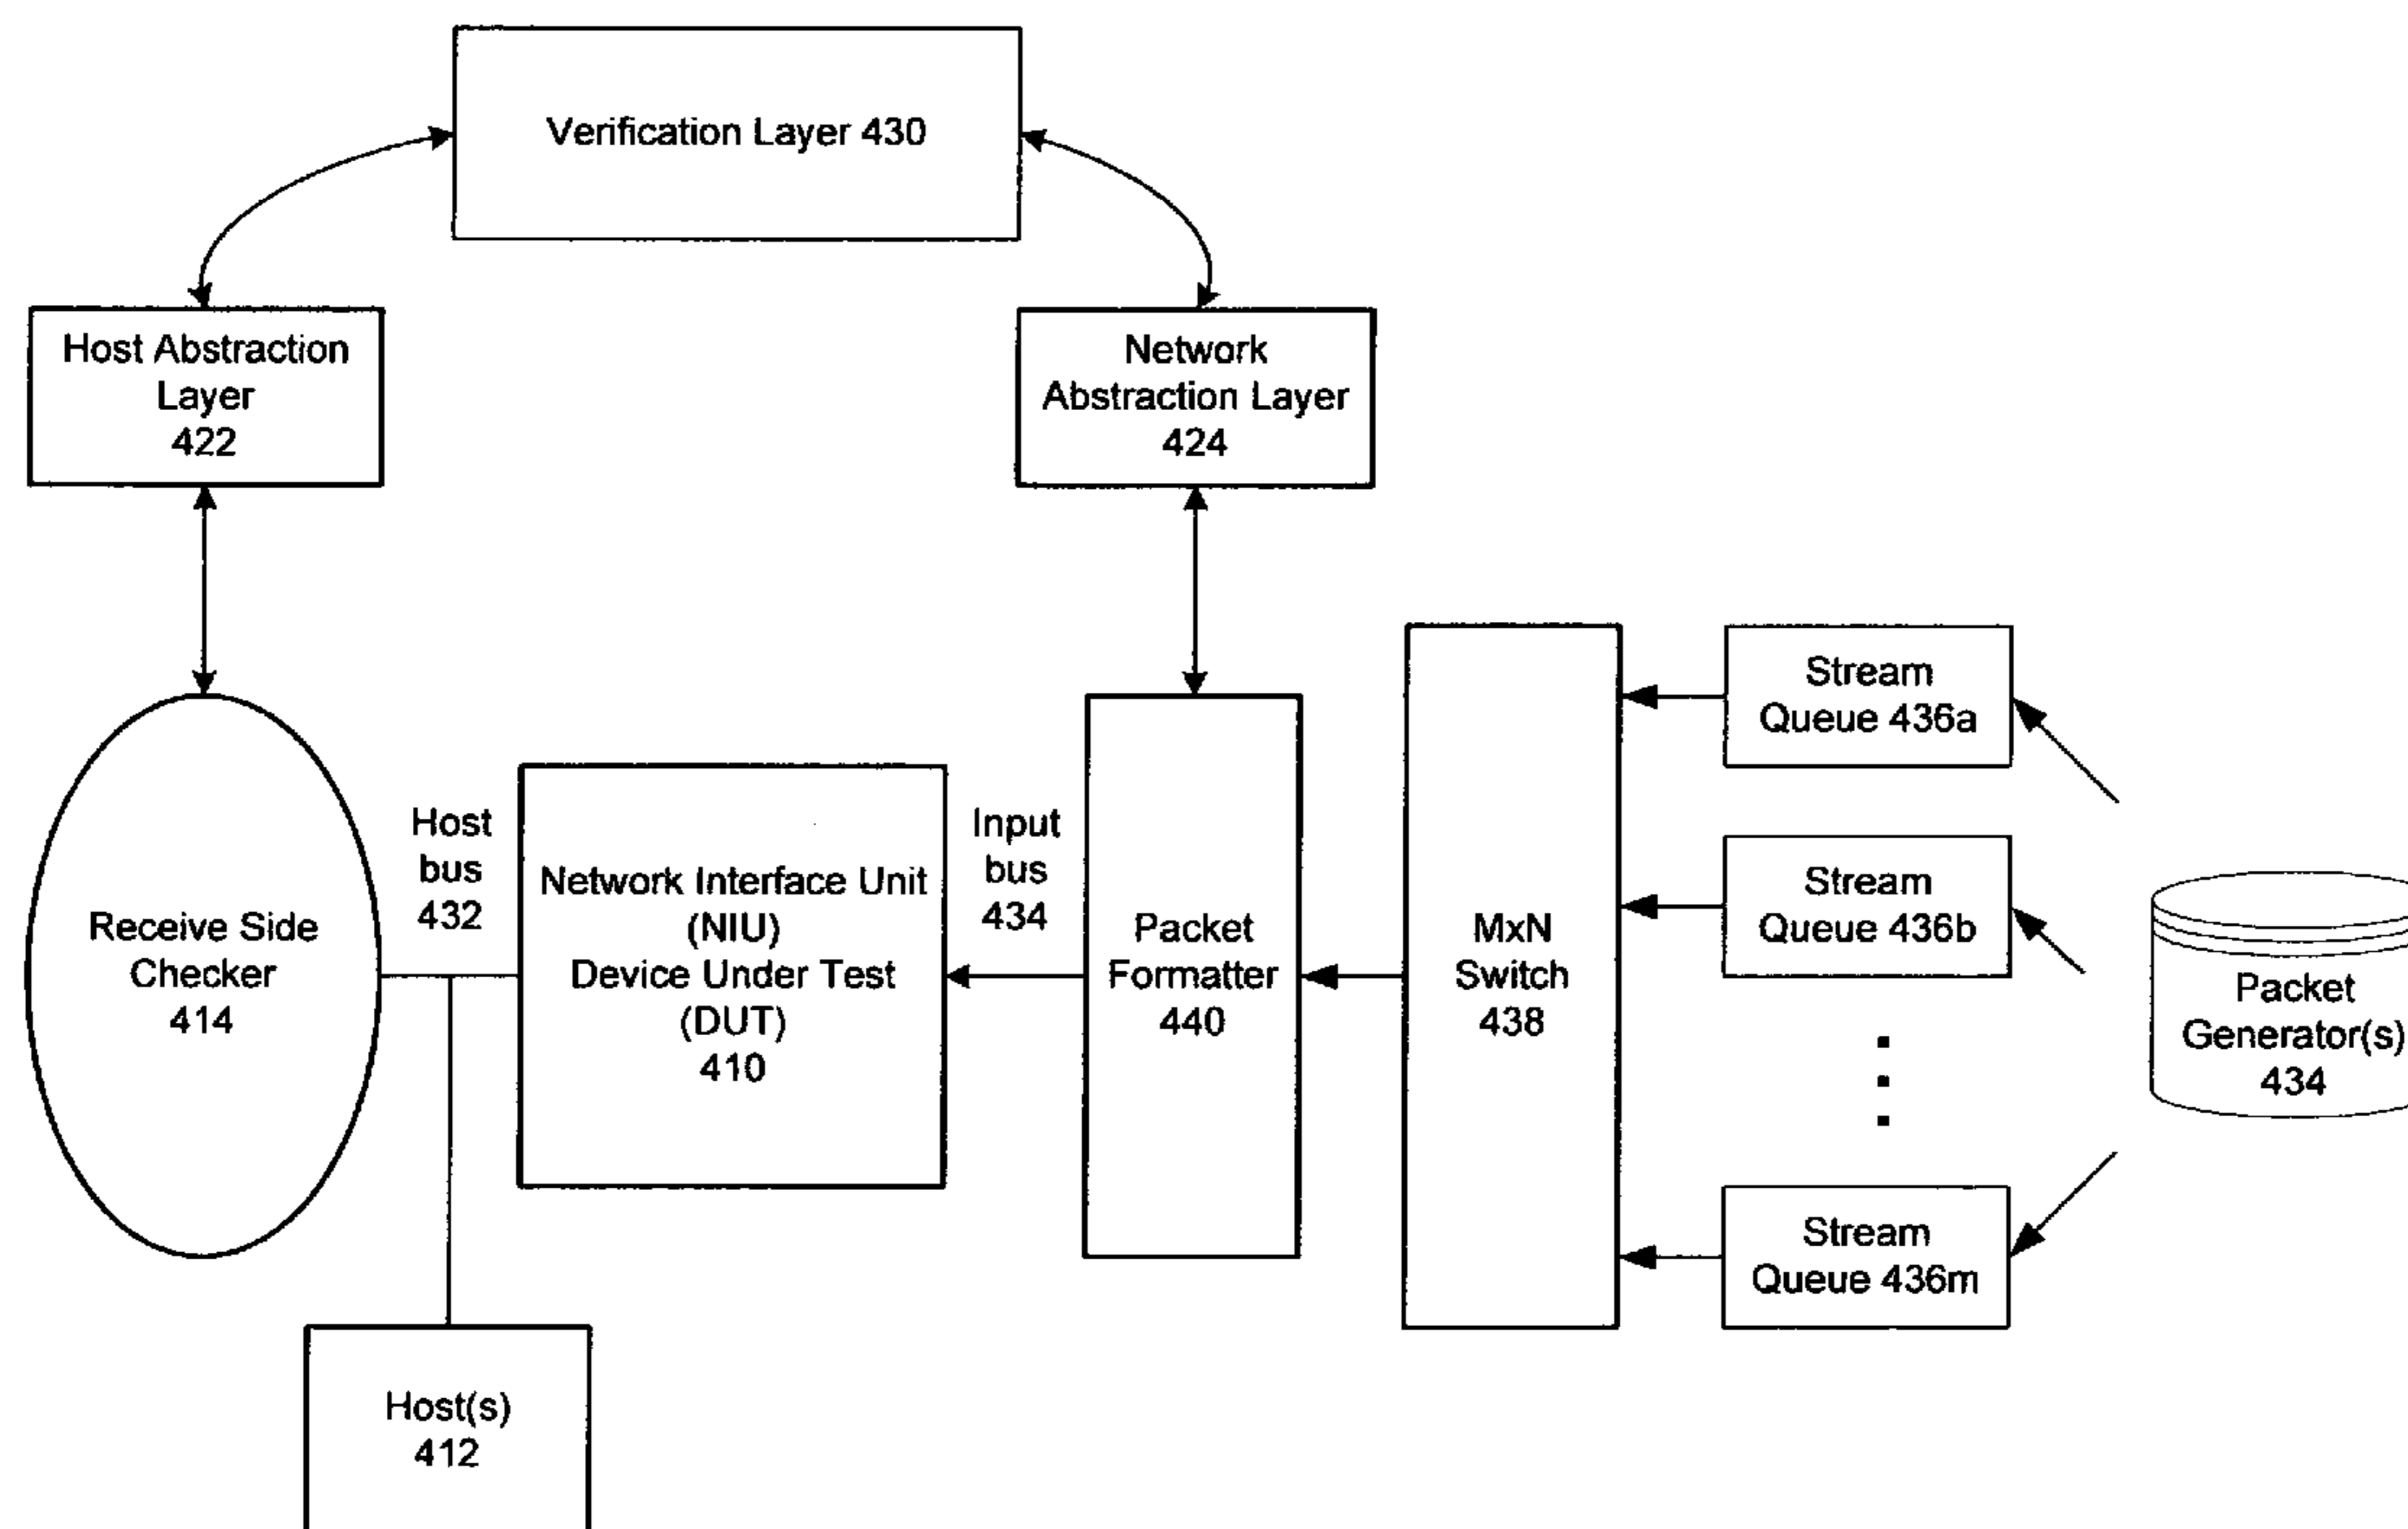 Verification Layer 430
Host Abstraction
Layer
422
Network
Abstraction Layer
424
Receive Side
Checker
414
Host
bus
432
Network Interface Unit
(NIU)
Device Under Test
(DUT)
410
Input
bus
434
Packet
Formatter
440
MxN
Switch
438
Stream
Queue 436a
Stream
Queue 436b
Stream
Queue 436m
Packet
Generator(s)
434
Host(s)
412